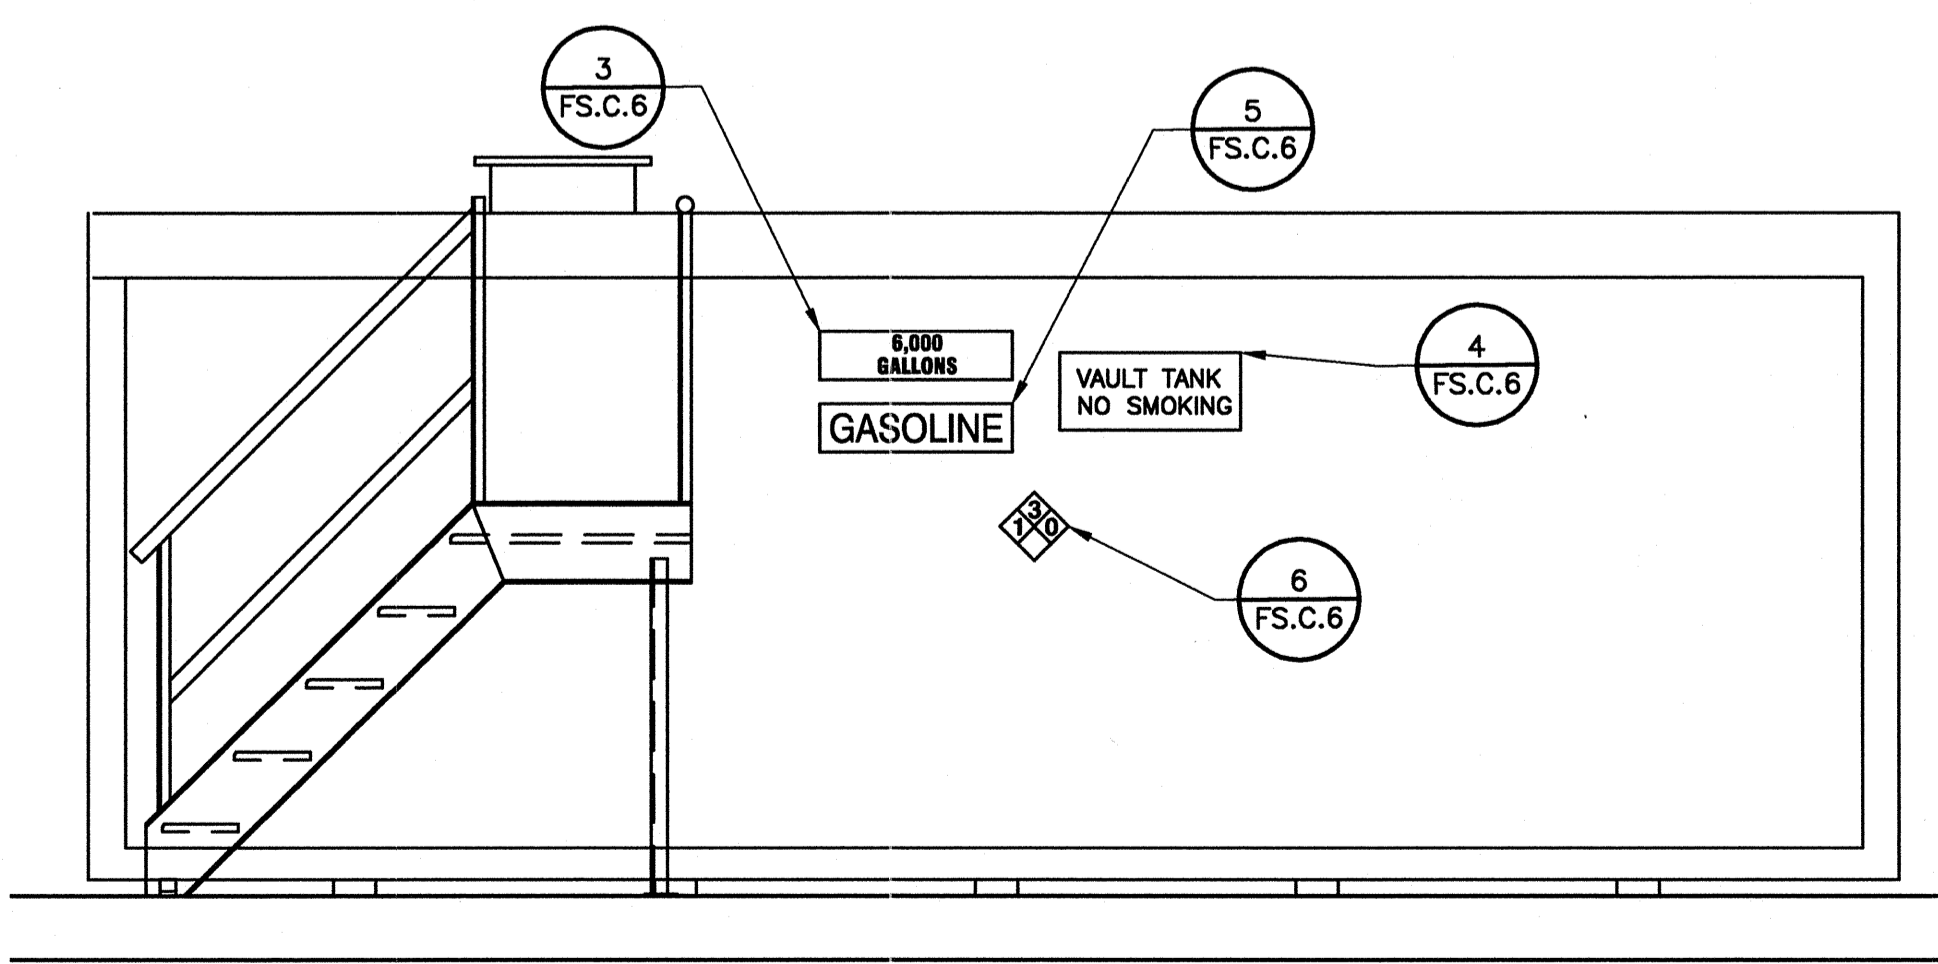 3
FS.C.6
5
FS.C.6
6,000
GALLONS
GASOLINE
VAULT TANK
NO SMOKING
4
FS.C.6
3
1 0
6
FS.C.6